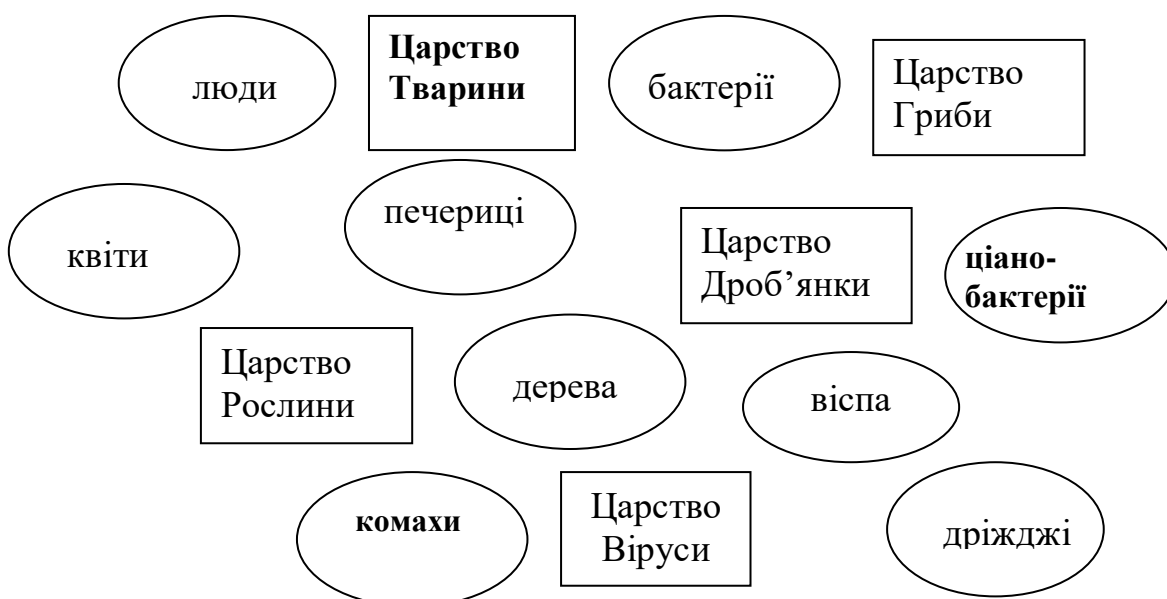 люди
Царство
Тварини
бактерії
Царство
Гриби
квіти
печериці
Царство
Дроб’янки
ціано-
бактерії
Царство
Рослини
дерева
віспа
комахи
Царство
Віруси
дріжджі